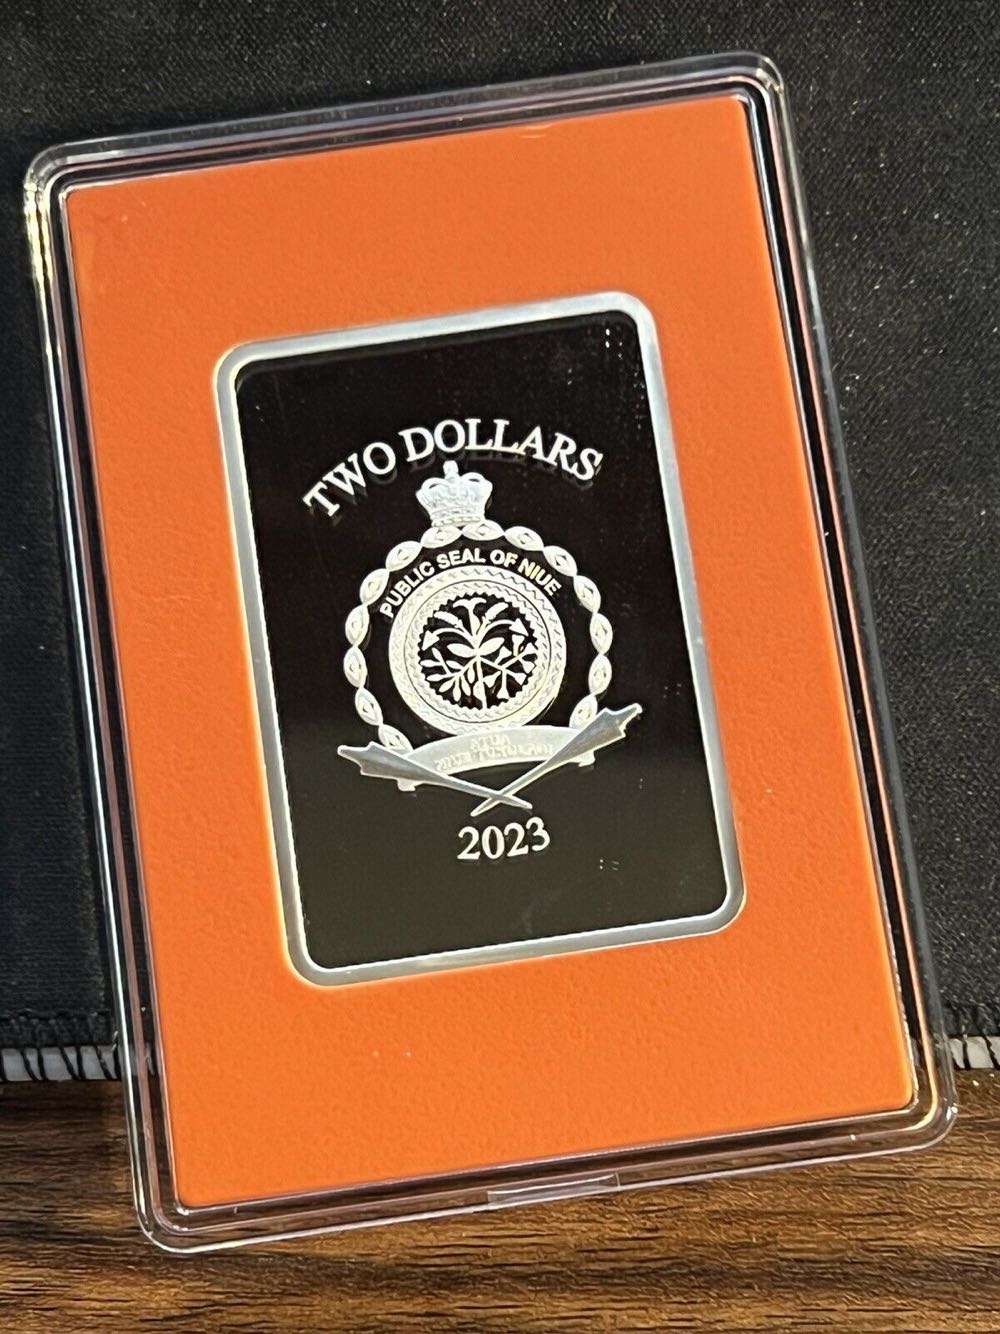 TWO DOLLARS
PUBLIC SEAL OF NIUE
2023